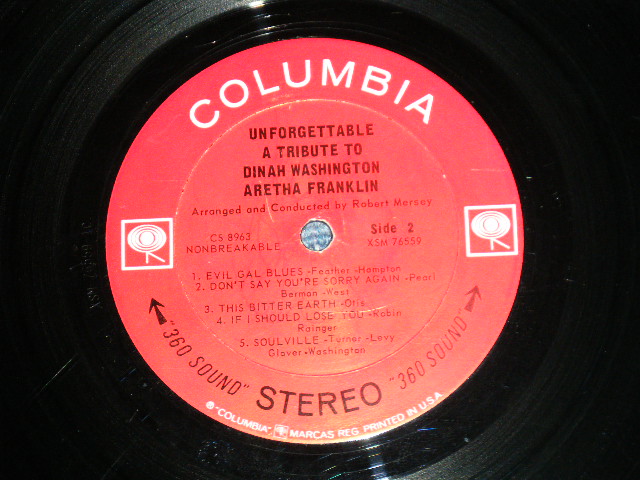 COLUMBIA
UNFORGETTABLE
A TRIBUTE TO
DINAH WASHINGTON
ARETHA FRANKLIN
Arranged and Conducted by Robert Mersey
CS 8963
NONBREAKABLE
Side 2
XSM 76559
1. EVIL GAL BLUES -Feather -Hampton
2. DON'T SAY YOU'RE SORRY AGAIN -Pearl
Berman -West
3. THIS BITTER EARTH -Otis
4. IF I SHOULD LOSE YOU -Robin
Rainger
5. SOULVILLE -Turner -Levy
Glover -Washington
"360 SOUND" STEREO "360 SOUND"
® "COLUMBIA" MARCAS REG. PRINTED IN U.S.A.